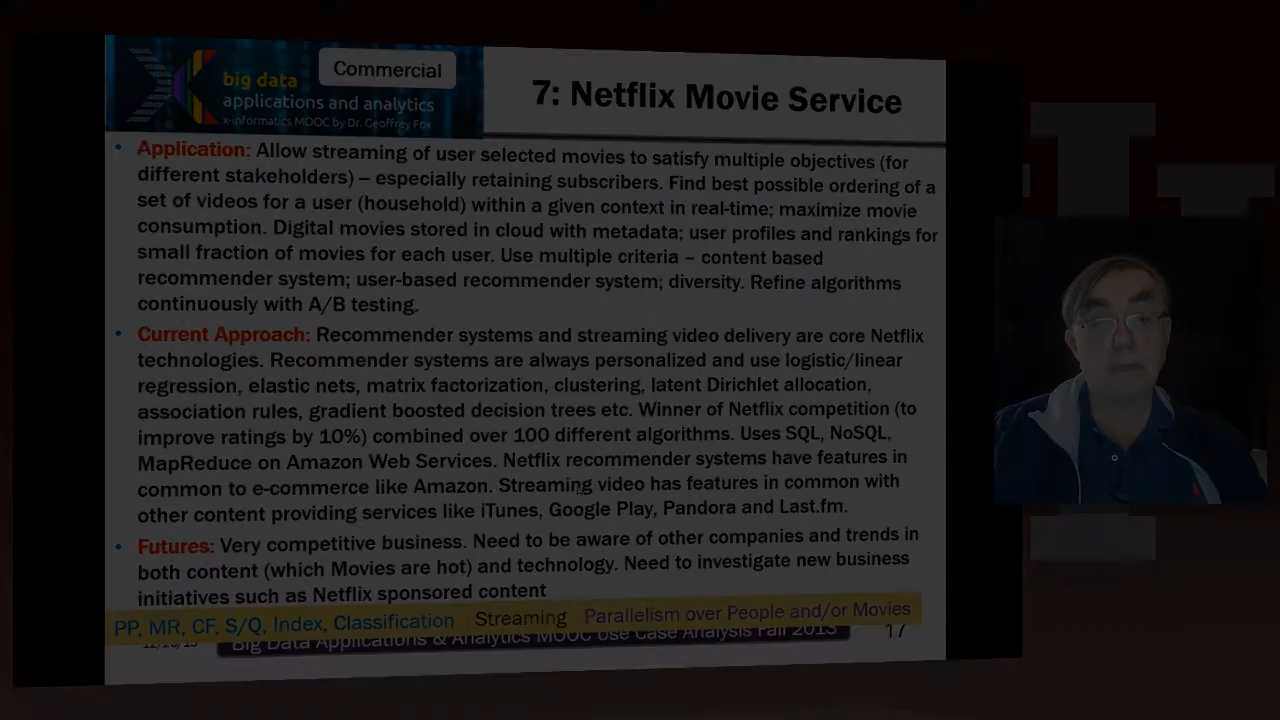 big data
applications and analytics
x-informatics MOOC by Dr. Geoffrey Fox
Commercial
7: Netflix Movie Service
• Application: Allow streaming of user selected movies to satisfy multiple objectives (for
different stakeholders) – especially retaining subscribers. Find best possible ordering of a
set of videos for a user (household) within a given context in real-time; maximize movie
consumption. Digital movies stored in cloud with metadata; user profiles and rankings for
small fraction of movies for each user. Use multiple criteria – content based
recommender system; user-based recommender system; diversity. Refine algorithms
continuously with A/B testing.
• Current Approach: Recommender systems and streaming video delivery are core Netflix
technologies. Recommender systems are always personalized and use logistic/linear
regression, elastic nets, matrix factorization, clustering, latent Dirichlet allocation,
association rules, gradient boosted decision trees etc. Winner of Netflix competition (to
improve ratings by 10%) combined over 100 different algorithms. Uses SQL, NoSQL,
MapReduce on Amazon Web Services. Netflix recommender systems have features in
common to e-commerce like Amazon. Streaming video has features in common with
other content providing services like iTunes, Google Play, Pandora and Last.fm.
• Futures: Very competitive business. Need to be aware of other companies and trends in
both content (which Movies are hot) and technology. Need to investigate new business
initiatives such as Netflix sponsored content
PP, MR, CF, S/Q, Index, Classification Streaming Parallelism over People and/or Movies
Big Data Applications & Analytics MOOC Use Case Analysis Fall 2013 17